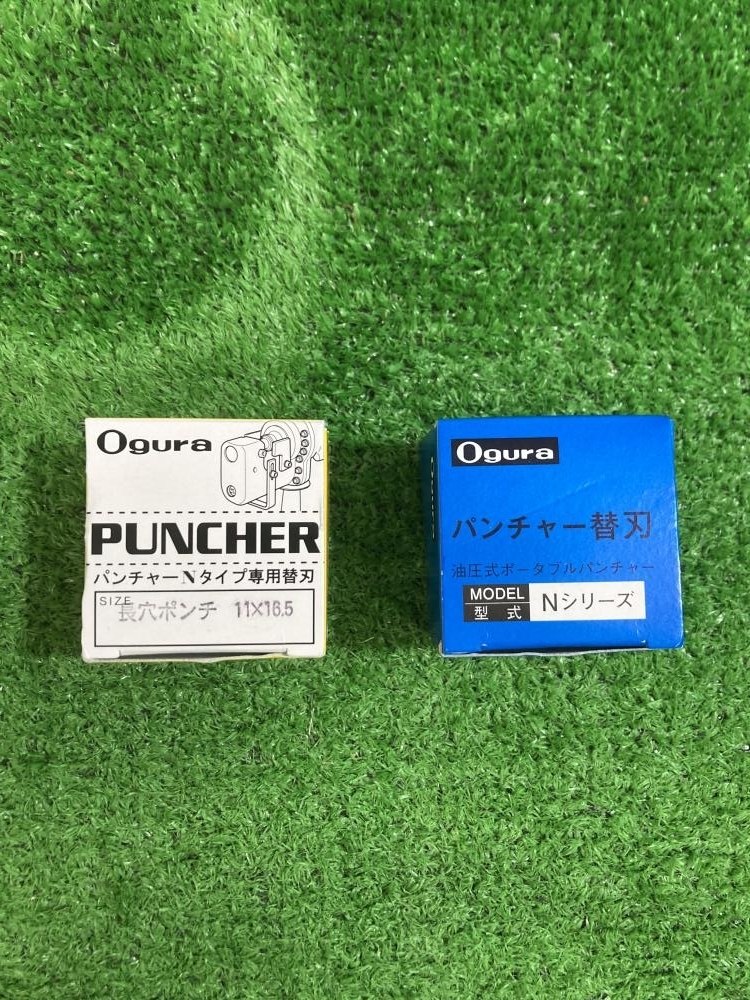 Ogura
PUNCHER
パンチャーNタイプ専用替刃
SIZE
長穴ポンチ 11×16.5
Ogura
パンチャー替刃
油圧式ポータブルパンチャー
MODEL
型式
Nシリーズ